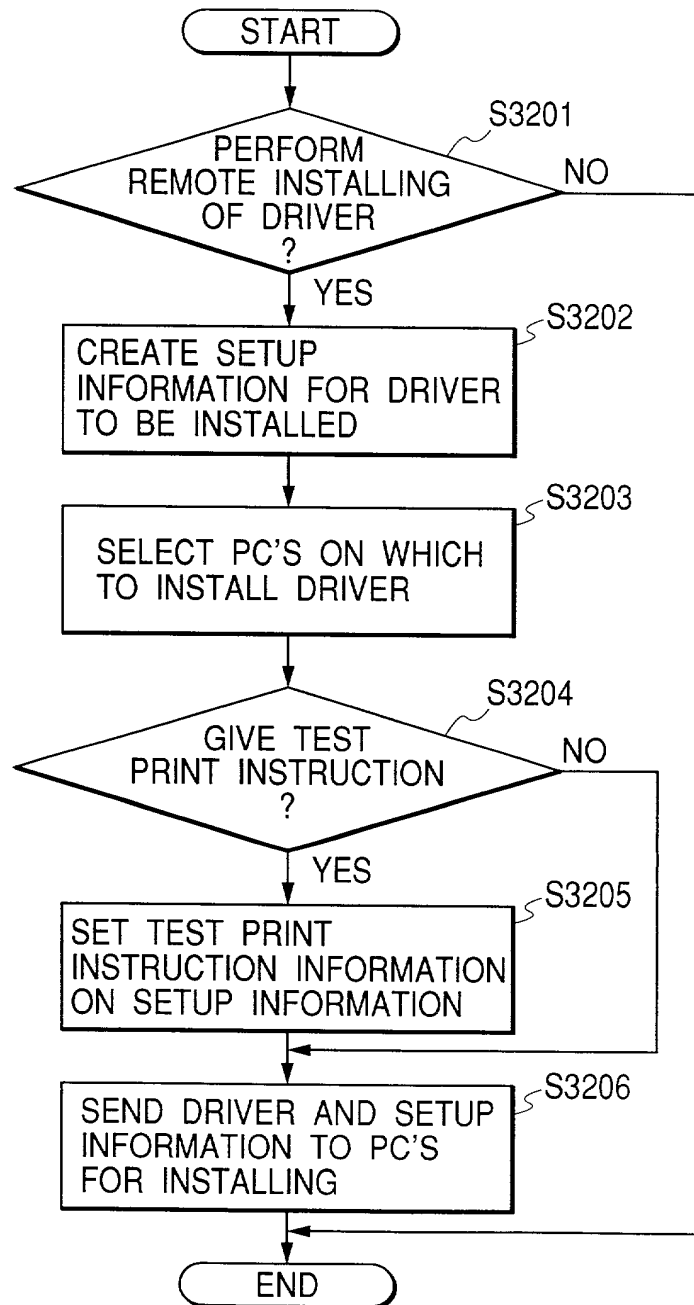 START
S3201
PERFORM
REMOTE INSTALLING
OF DRIVER
?
NO
YES
S3202
CREATE SETUP
INFORMATION FOR DRIVER
TO BE INSTALLED
S3203
SELECT PC'S ON WHICH
TO INSTALL DRIVER
S3204
GIVE TEST
PRINT INSTRUCTION
?
NO
YES
S3205
SET TEST PRINT
INSTRUCTION INFORMATION
ON SETUP INFORMATION
S3206
SEND DRIVER AND SETUP
INFORMATION TO PC'S
FOR INSTALLING
END